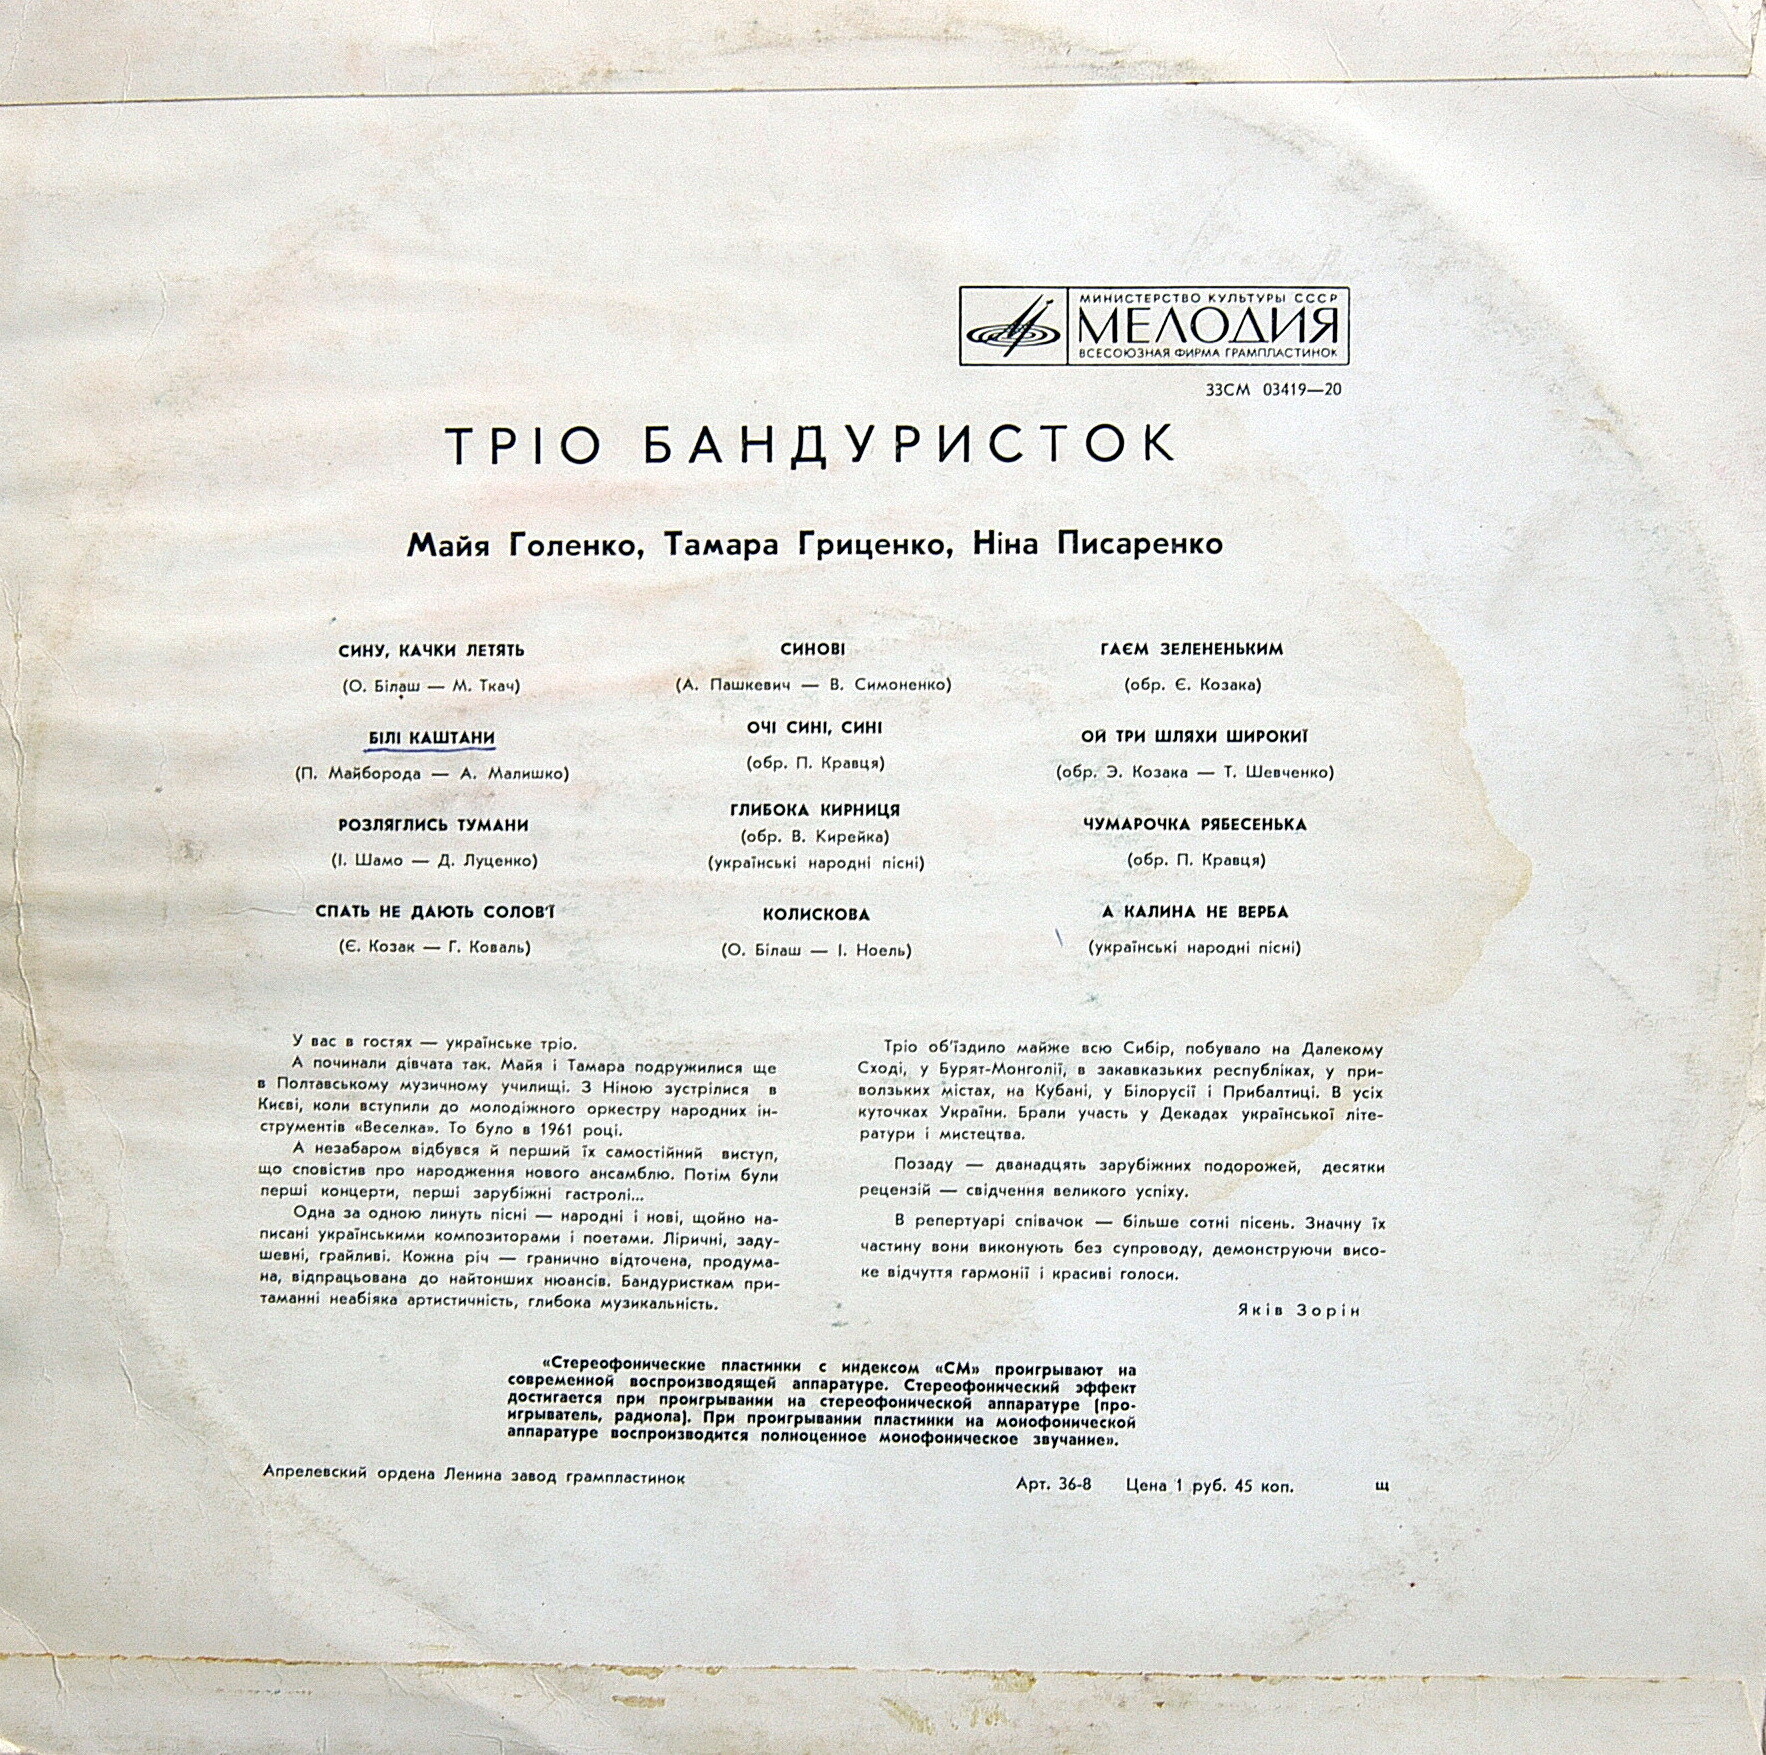 МИНИСТЕРСТВО КУЛЬТУРЫ СССР
МЕЛОДИЯ
ВСЕСОЮЗНАЯ ФИРМА ГРАМПЛАСТИНОК
33СМ 03419—20
ТРІО БАНДУРИСТОК
Майя Голенко, Тамара Гриценко, Ніна Писаренко
СИНУ, КАЧКИ ЛЕТЯТЬ
(О. Білаш — М. Ткач)
БІЛІ КАШТАНИ
(П. Майборода — А. Малишко)
РОЗЛЯГЛИСЬ ТУМАНИ
(І. Шамо — Д. Луценко)
СПАТЬ НЕ ДАЮТЬ СОЛОВ'Ї
(Є. Козак — Г. Коваль)
СИНОВІ
(А. Пашкевич — В. Симоненко)
ОЧІ СИНІ, СИНІ
(обр. П. Кравця)
ГЛИБОКА КИРНИЦЯ
(обр. В. Кирейка)
(українські народні пісні)
КОЛИСКОВА
(О. Білаш — І. Ноель)
ГАЄМ ЗЕЛЕНЕНЬКИМ
(обр. Є. Козака)
ОЙ ТРИ ШЛЯХИ ШИРОКИЇ
(обр. Э. Козака — Т. Шевченко)
ЧУМАРОЧКА РЯБЕСЕНЬКА
(обр. П. Кравця)
А КАЛИНА НЕ ВЕРБА
(українські народні пісні)
У вас в гостях — українське тріо.
А починали дівчата так. Майя і Тамара подружилися ще
в Полтавському музичному училищі. З Ніною зустрілися в
Києві, коли вступили до молодіжного оркестру народних ін-
струментів «Веселка». То було в 1961 році.
А незабаром відбувся й перший їх самостійний виступ,
що сповістив про народження нового ансамблю. Потім були
перші концерти, перші зарубіжні гастролі...
Одна за одною линуть пісні — народні і нові, щойно на-
писані українськими композиторами і поетами. Ліричні, заду-
шевні, грайливі. Кожна річ — гранично відточена, продума-
на, відпрацьована до найтонших нюансів. Бандуристкам при-
таманні неабіяка артистичність, глибока музикальність.
Тріо об'їздило майже всю Сибір, побувало на Далекому
Сході, у Бурят-Монголії, в закавказьких республіках, у при-
волзьких містах, на Кубані, у Білорусії і Прибалтиці. В усіх
куточках України. Брали участь у Декадах української літе-
ратури і мистецтва.
Позаду — дванадцять зарубіжних подорожей, десятки
рецензій — свідчення великого успіху.
В репертуарі співачок — більше сотні пісень. Значну їх
частину вони виконують без супроводу, демонструючи висо-
ке відчуття гармонії і красиві голоси.
Яків Зорін
«Стереофонические пластинки с индексом «СМ» проигрывают на
современной воспроизводящей аппаратуре. Стереофонический эффект
достигается при проигрывании на стереофонической аппаратуре (про-
игрыватель, радиола). При проигрывании пластинки на монофонической
аппаратуре воспроизводится полноценное монофоническое звучание».
Апрелевский ордена Ленина завод грампластинок
Арт. 36-8 Цена 1 руб. 45 коп. щ